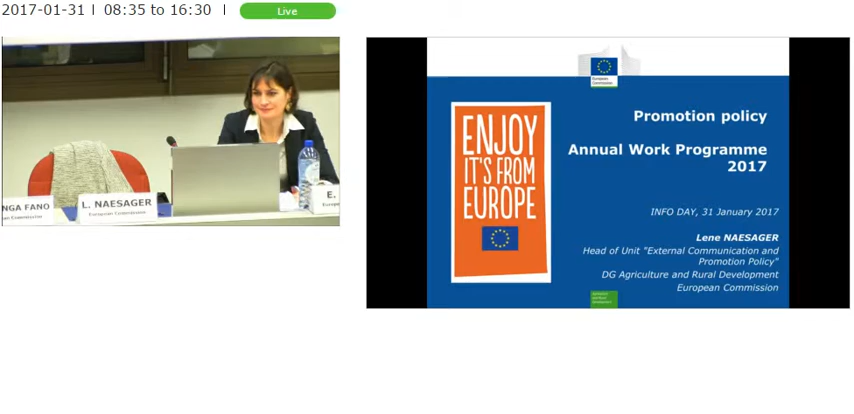 2017-01-31 | 08:35 to 16:30 |
Live
NGA FANO
L. NAESAGER
European Commission
E.
European
Commission
Promotion policy
Annual Work Programme
2017
ENJOY
IT'S FROM
EUROPE
INFO DAY, 31 January 2017
Lene NAESAGER
Head of Unit "External Communication and
Promotion Policy"
DG Agriculture and Rural Development
European Commission